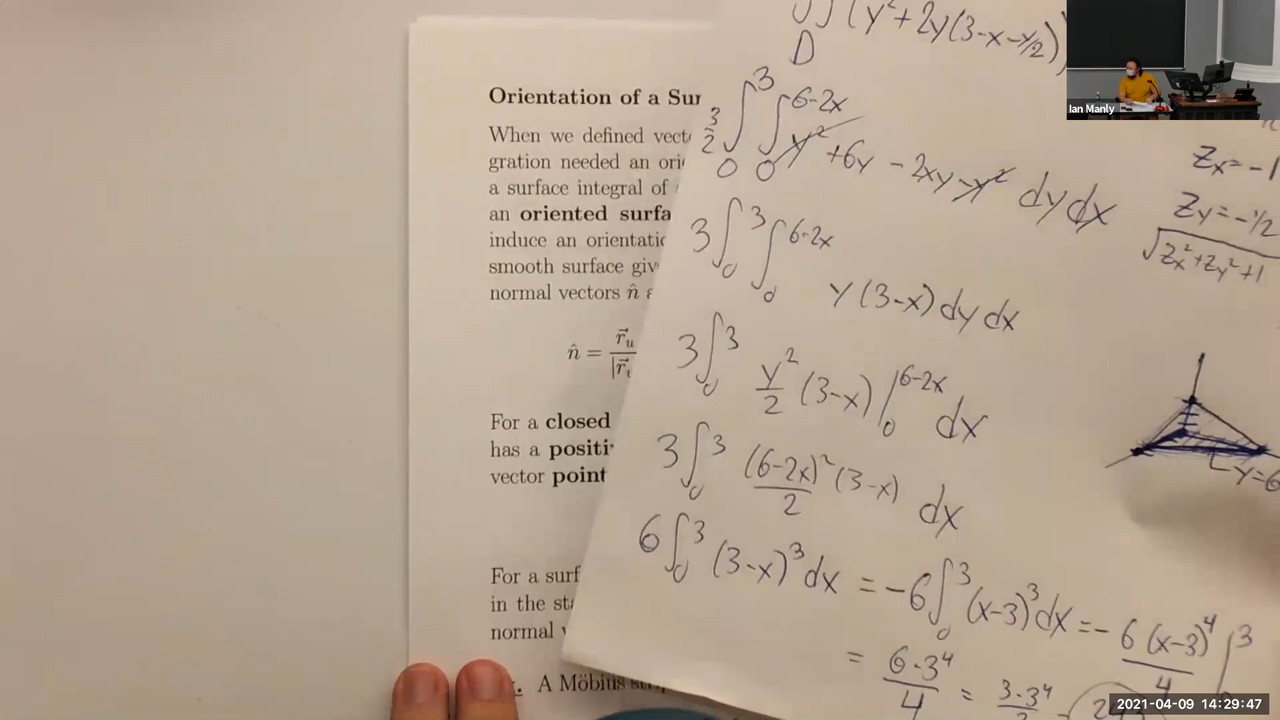 Orientation of a Sur
When we defined vect
gration needed an ori
a surface integral of
an oriented surfa
induce an orientatio
smooth surface giv
normal vectors n̂ a
n̂ = r⃗u
For a closed
has a positi
vector point
For a surf
in the sta
normal v
A Möbius
(y²+2y(3-x-y/2))
D
3/2 ∫₀³ ∫₀^(6-2x) y² +6y - 2xy - y² dy dx
3 ∫₀³ ∫₀^(6-2x) y(3-x) dy dx
3 ∫₀³ y²/2 (3-x) |₀^(6-2x) dx
3 ∫₀³ (6-2x)²/2 (3-x) dx
6 ∫₀³ (3-x)³ dx = -6 ∫₀³ (x-3)³ dx = - 6(x-3)⁴/4 |³
= 6·3⁴/4 = 3·3⁴
243
Zx = -1
Zy = -1/2
√Zx²+Zy²+1
y=6
Ian Manly
2021-04-09 14:29:47